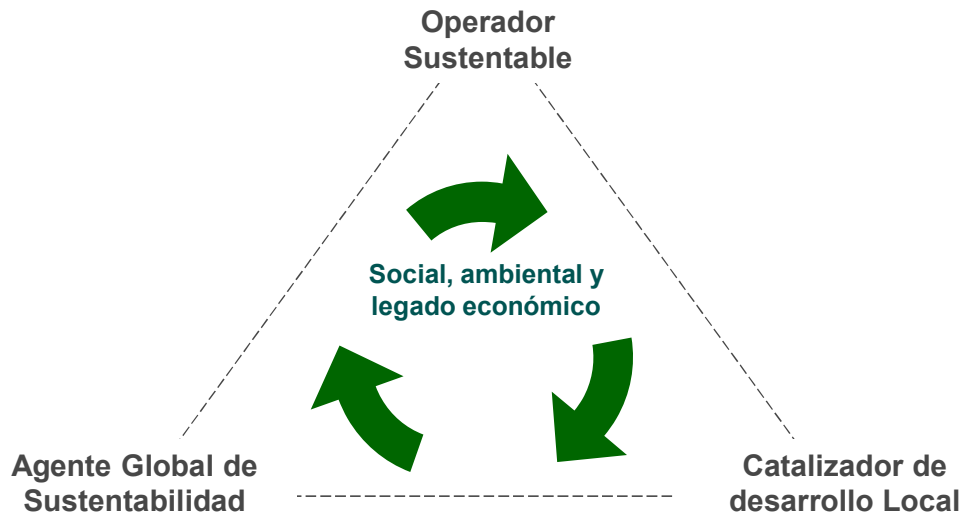 Operador
Sustentable
Social, ambiental y
legado económico
Agente Global de
Sustentabilidad
Catalizador de
desarrollo Local